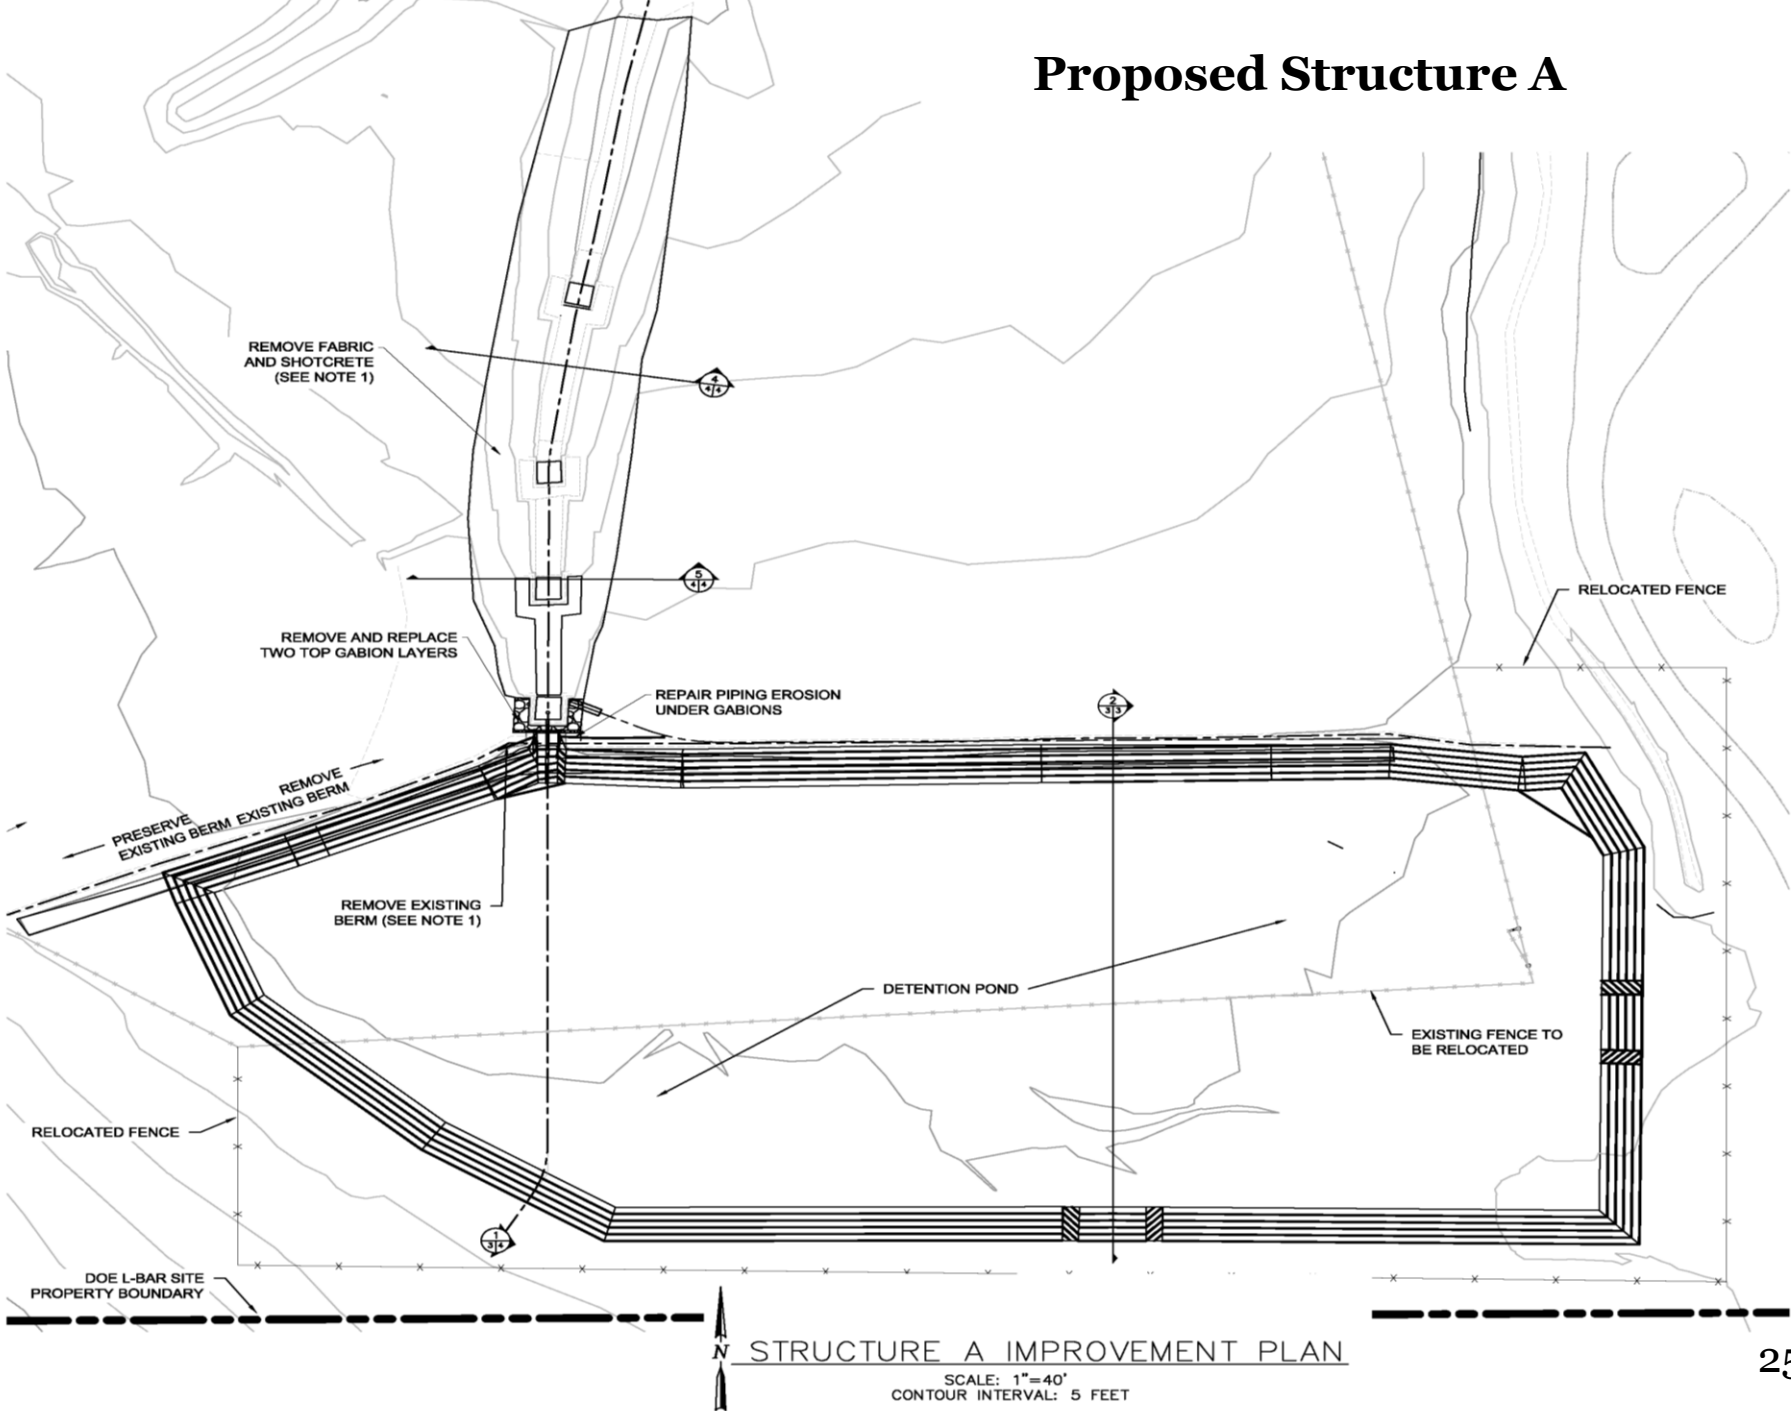 Proposed Structure A
REMOVE FABRIC
AND SHOTCRETE
(SEE NOTE 1)
4
4 4
5
4 4
RELOCATED FENCE
REMOVE AND REPLACE
TWO TOP GABION LAYERS
REPAIR PIPING EROSION
UNDER GABIONS
2
3 3
REMOVE
EXISTING BERM
PRESERVE
EXISTING BERM
REMOVE EXISTING
BERM (SEE NOTE 1)
DETENTION POND
EXISTING FENCE TO
BE RELOCATED
RELOCATED FENCE
1
3 4
DOE L-BAR SITE
PROPERTY BOUNDARY
N
STRUCTURE A IMPROVEMENT PLAN
SCALE: 1"=40'
CONTOUR INTERVAL: 5 FEET